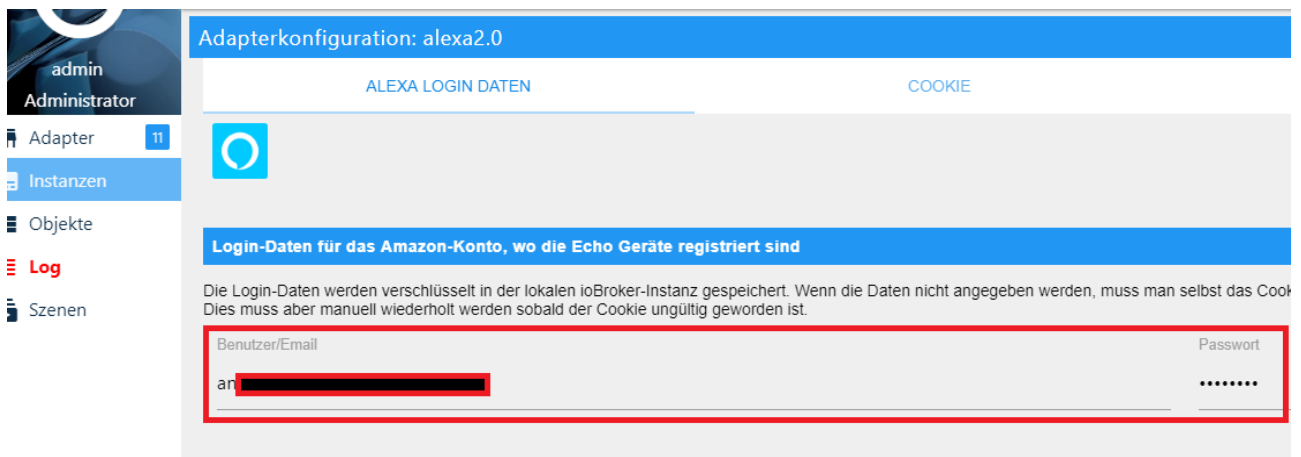 admin
Administrator
Adapter 11
Instanzen
Objekte
Log
Szenen
Adapterkonfiguration: alexa2.0
ALEXA LOGIN DATEN COOKIE
Login-Daten für das Amazon-Konto, wo die Echo Geräte registriert sind
Die Login-Daten werden verschlüsselt in der lokalen ioBroker-Instanz gespeichert. Wenn die Daten nicht angegeben werden, muss man selbst das
Dies muss aber manuell wiederholt werden sobald der Cookie ungültig geworden ist.
Benutzer/Email Passwort
an ••••••••